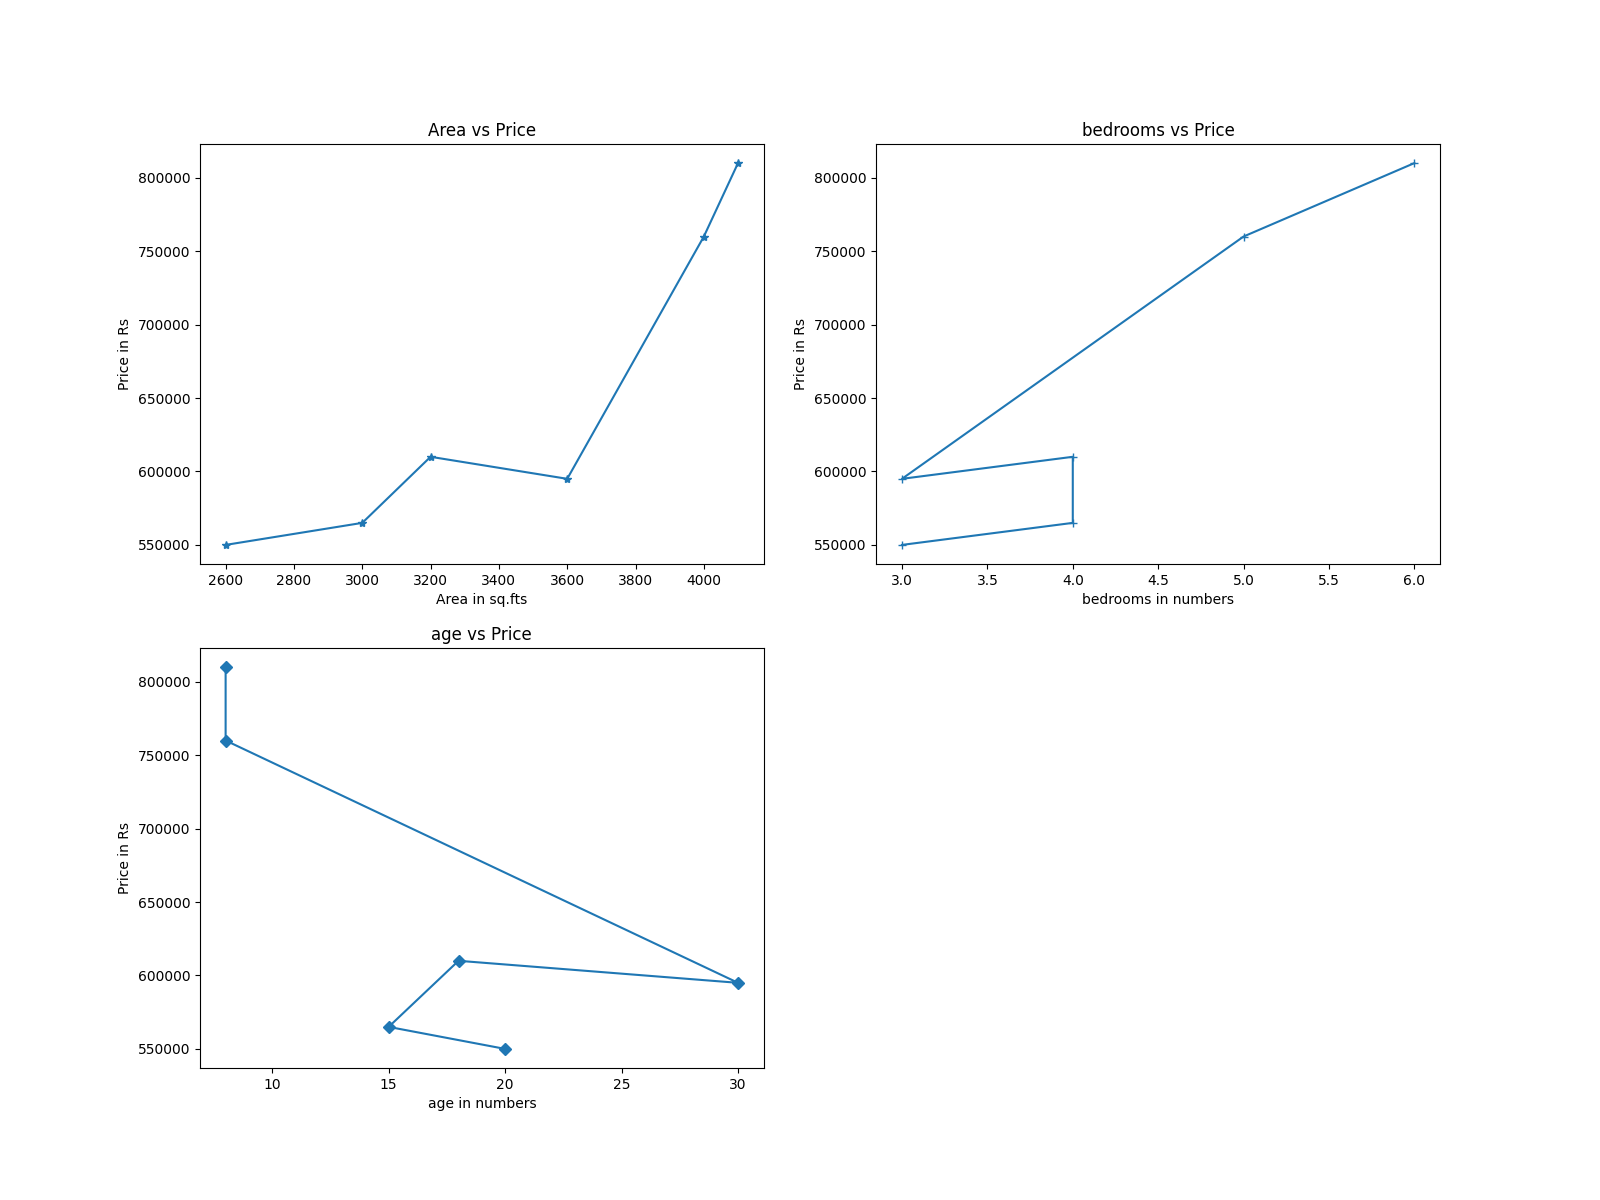 Area vs Price
800000
750000
700000
650000
600000
550000
Price in Rs
2600 2800 3000 3200 3400 3600 3800 4000
Area in sq.fts
bedrooms vs Price
800000
750000
700000
650000
600000
550000
Price in Rs
3.0 3.5 4.0 4.5 5.0 5.5 6.0
bedrooms in numbers
age vs Price
800000
750000
700000
650000
600000
550000
Price in Rs
10 15 20 25 30
age in numbers